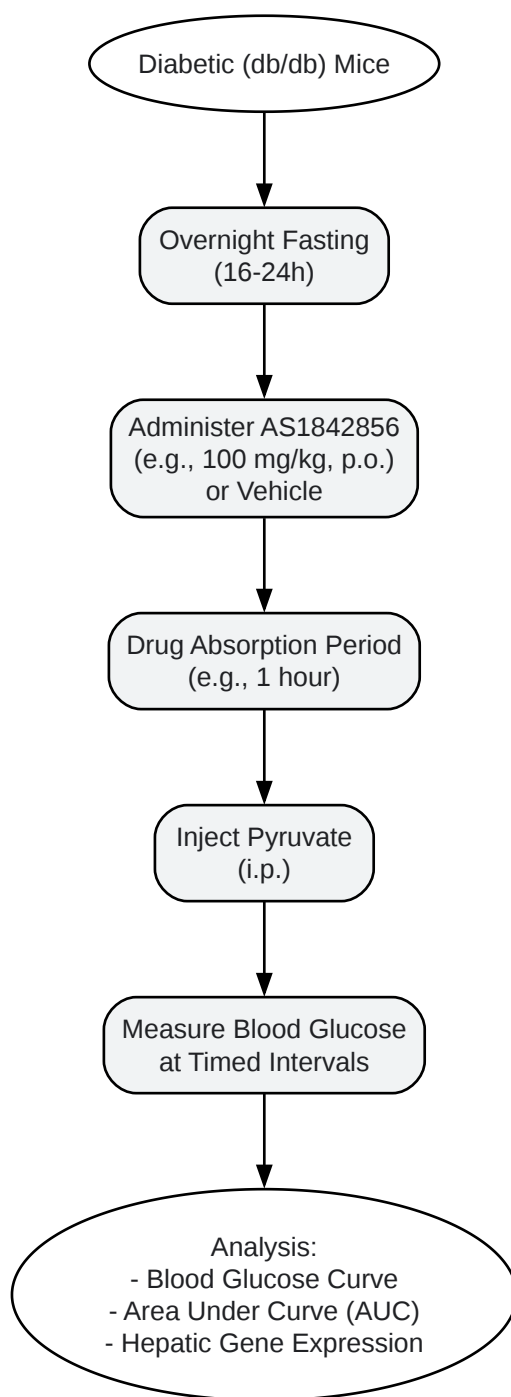 Diabetic (db/db) Mice
Overnight Fasting
(16-24h)
Administer AS1842856
(e.g., 100 mg/kg, p.o.)
or Vehicle
Drug Absorption Period
(e.g., 1 hour)
Inject Pyruvate
(i.p.)
Measure Blood Glucose
at Timed Intervals
Analysis:
- Blood Glucose Curve
- Area Under Curve (AUC)
- Hepatic Gene Expression